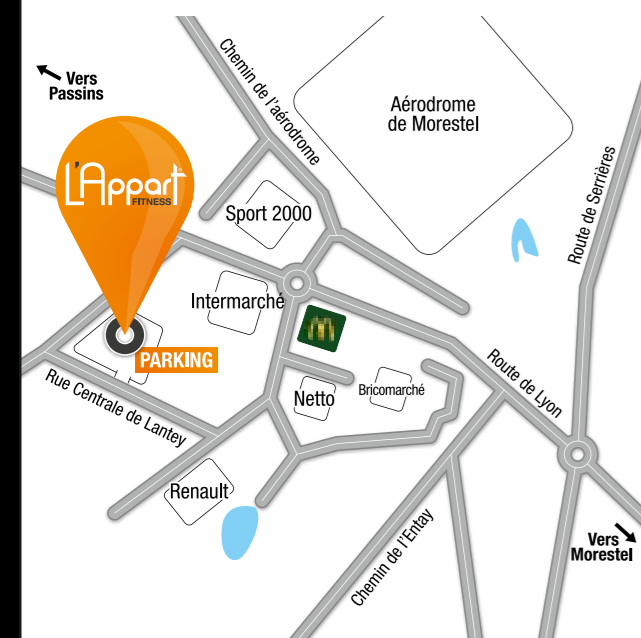 Vers
Passins
Chemin de l'aérodrome
Aérodrome
de Morestel
Route de Serrières
L'Appart
FITNESS
Sport 2000
Intermarché
m
PARKING
Rue Centrale de Lantey
Netto
Bricomarché
Route de Lyon
Renault
Chemin de l'Entay
Vers
Morestel